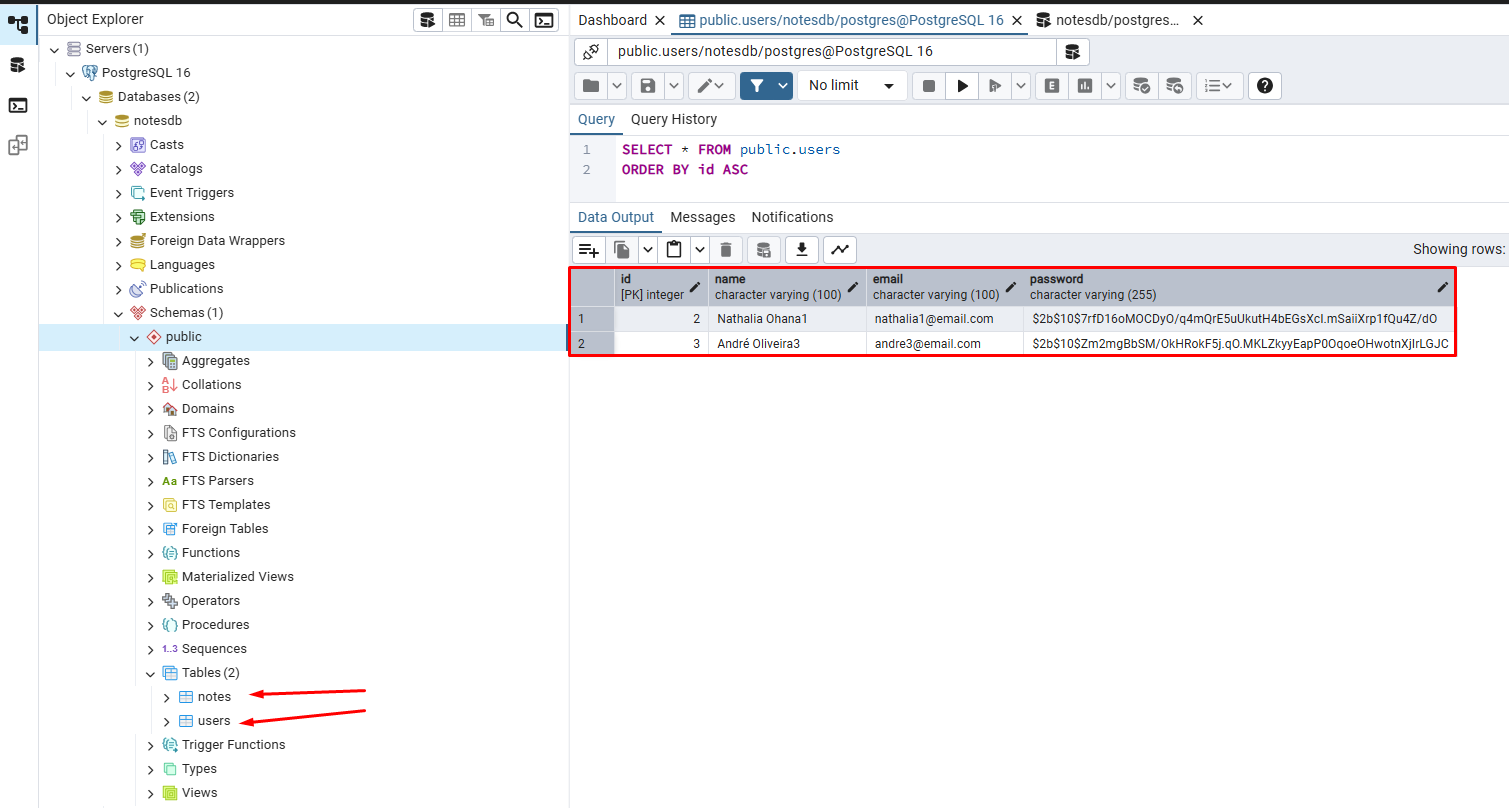 Object Explorer
Servers (1)
PostgreSQL 16
Databases (2)
notesdb
Casts
Catalogs
Event Triggers
Extensions
Foreign Data Wrappers
Languages
Publications
Schemas (1)
public
Aggregates
Collations
Domains
FTS Configurations
FTS Dictionaries
Aa FTS Parsers
FTS Templates
Foreign Tables
Functions
Materialized Views
Operators
Procedures
1..3 Sequences
Tables (2)
notes
users
Trigger Functions
Types
Views
Dashboard public.users/notesdb/postgres@PostgreSQL 16 notesdb/postgres...
public.users/notesdb/postgres@PostgreSQL 16
No limit E
Query Query History
1 SELECT * FROM public.users
2 ORDER BY id ASC
Data Output Messages Notifications
Showing rows:
id name email password
[PK] integer character varying (100) character varying (100) character varying (255)
1 2 Nathalia Ohana1 nathalia1@email.com $2b$10$7rfD16oMOCDyO/q4mQrE5uUkutH4bEGsXcI.mSaiiXrp1fQu4Z/dO
2 3 André Oliveira3 andre3@email.com $2b$10$Zm2mgBbSM/OkHRokF5j.qO.MKLZkyyEapP0OqoeOHwotnXjIrLGJC